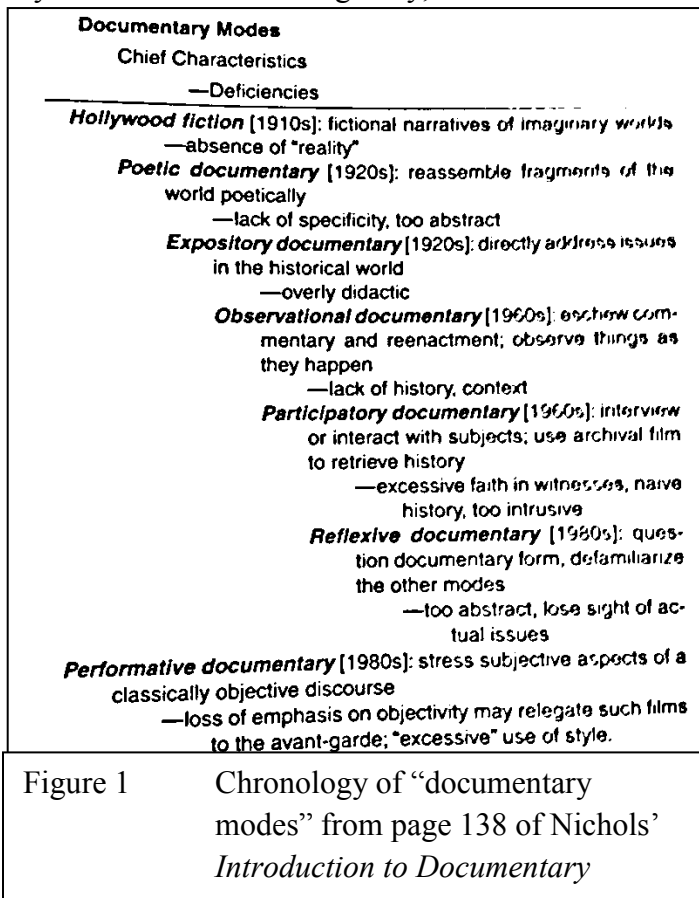 Documentary Modes
Chief Characteristics
—Deficiencies
Hollywood fiction [1910s]: fictional narratives of imaginary worlds
—absence of "reality"
Poetic documentary [1920s]: reassemble fragments of the
world poetically
—lack of specificity, too abstract
Expository documentary [1920s]: directly address issues
in the historical world
—overly didactic
Observational documentary [1960s]: eschew com-
mentary and reenactment; observe things as
they happen
—lack of history, context
Participatory documentary [1960s]: interview
or interact with subjects; use archival film
to retrieve history
—excessive faith in witnesses, naive
history, too intrusive
Reflexive documentary [1980s]: ques-
tion documentary form, defamiliarize
the other modes
—too abstract, lose sight of ac-
tual issues
Performative documentary [1980s]: stress subjective aspects of a
classically objective discourse
—loss of emphasis on objectivity may relegate such films
to the avant-garde; "excessive" use of style.
Figure 1 Chronology of “documentary
modes” from page 138 of Nichols’
Introduction to Documentary